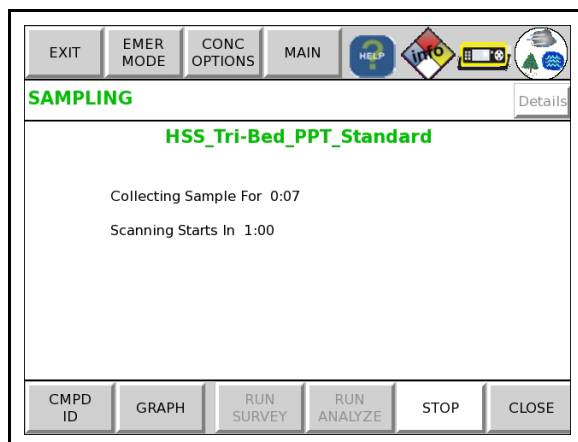 EXIT
EMER
MODE
CONC
OPTIONS
MAIN
HELP
info
SAMPLING
Details
HSS_Tri-Bed_PPT_Standard
Collecting Sample For 0:07
Scanning Starts In 1:00
CMPD
ID
GRAPH
RUN
SURVEY
RUN
ANALYZE
STOP
CLOSE